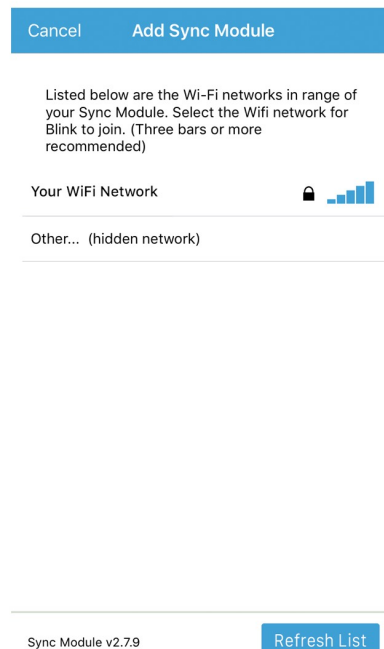 Cancel Add Sync Module
Listed below are the Wi-Fi networks in range of
your Sync Module. Select the Wifi network for
Blink to join. (Three bars or more
recommended)
Your WiFi Network
Other... (hidden network)
Sync Module v2.7.9 Refresh List